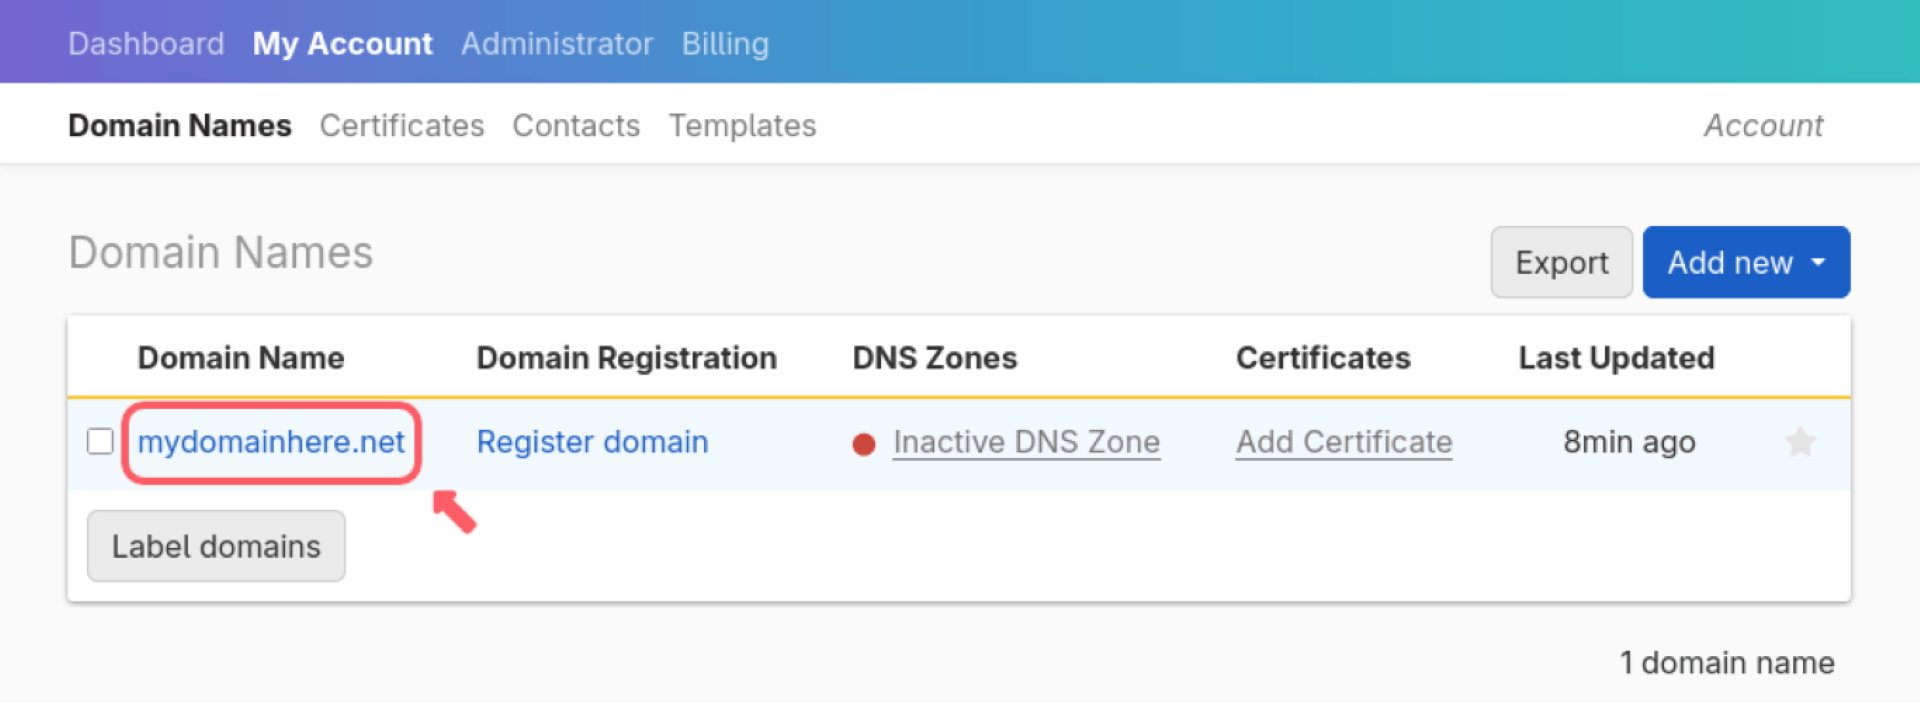 Dashboard My Account Administrator Billing
Domain Names Certificates Contacts Templates Account
Domain Names
Export Add new
Domain Name Domain Registration DNS Zones Certificates Last Updated
mydomainhere.net Register domain Inactive DNS Zone Add Certificate 8min ago
Label domains
1 domain name